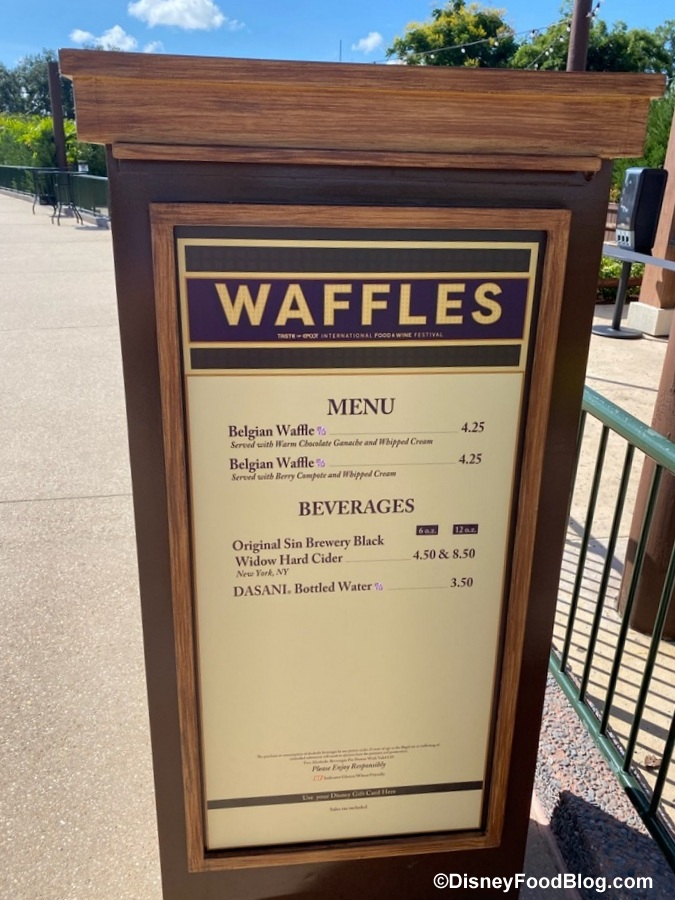 WAFFLES
TASTE OF EPCOT INTERNATIONAL FOOD & WINE FESTIVAL
MENU
Belgian Waffle 4.25
Served with Warm Chocolate Ganache and Whipped Cream
Belgian Waffle 4.25
Served with Berry Compote and Whipped Cream
BEVERAGES
6 oz. 12 oz.
Original Sin Brewery Black
Widow Hard Cider 4.50 & 8.50
New York, NY
DASANI® Bottled Water 3.50
Please Enjoy Responsibly
Use your Disney Gift Card Here
Sales tax included
©DisneyFoodBlog.com